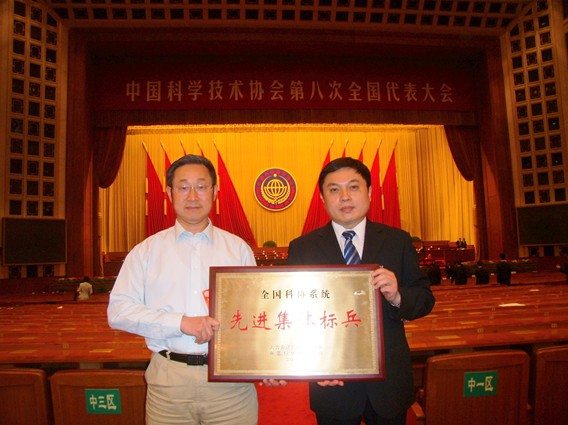 中国科学技术协会第八次全国代表大会
全国科协系统
先进集体标兵
中三区
中一区